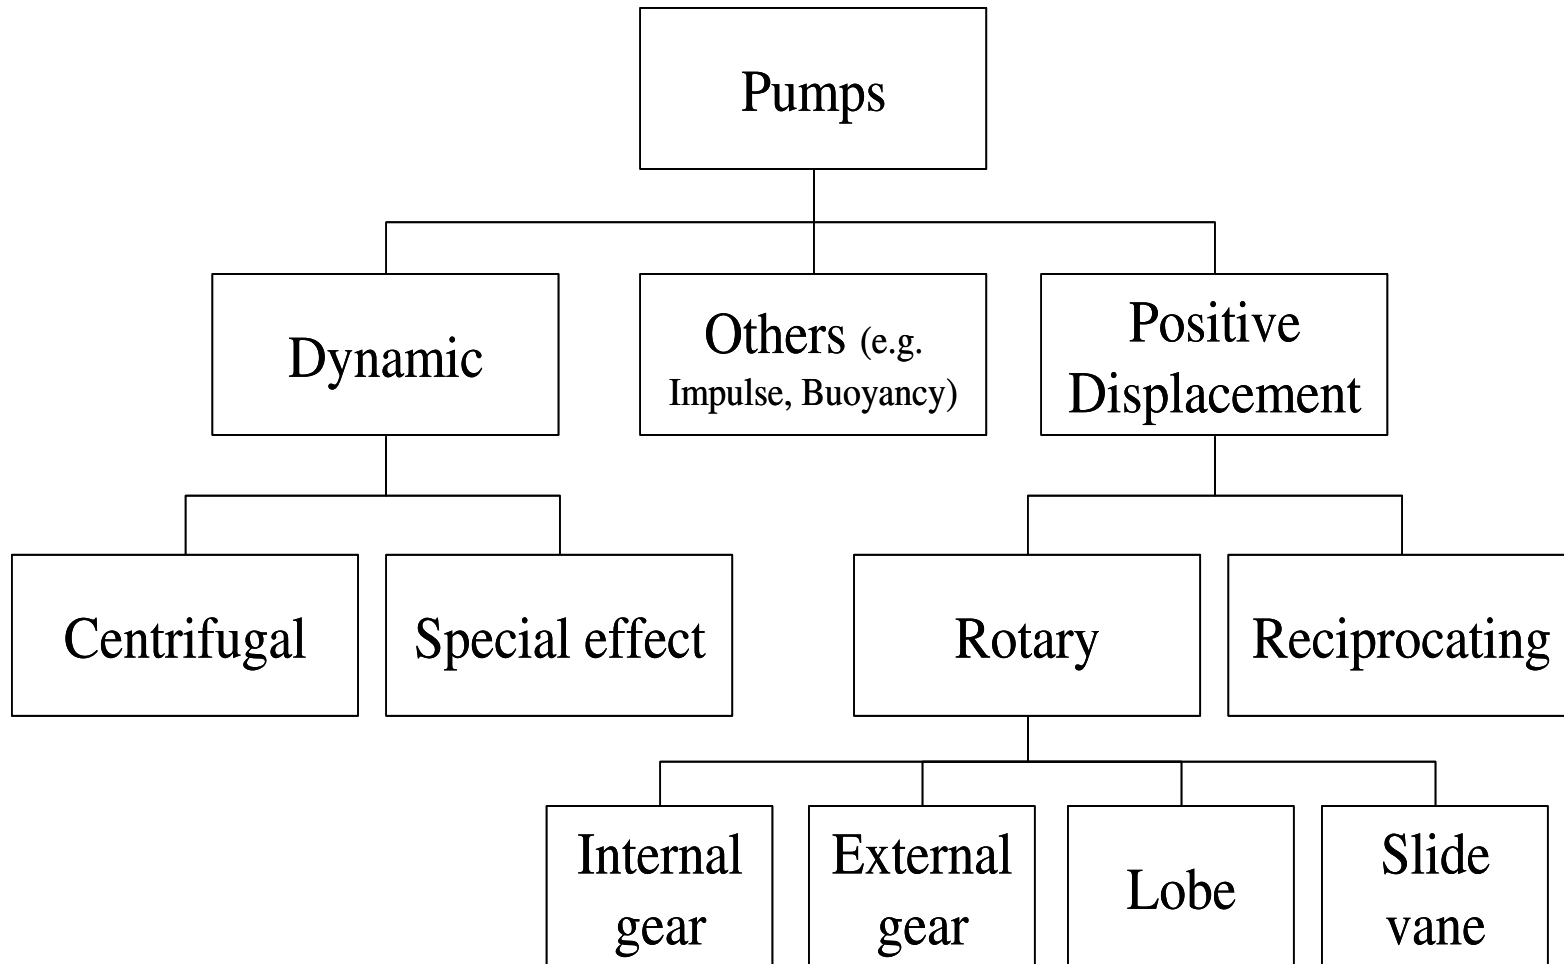 Pumps
Dynamic
Others (e.g.
Impulse, Buoyancy)
Positive
Displacement
Centrifugal
Special effect
Rotary
Reciprocating
Internal
gear
External
gear
Lobe
Slide
vane